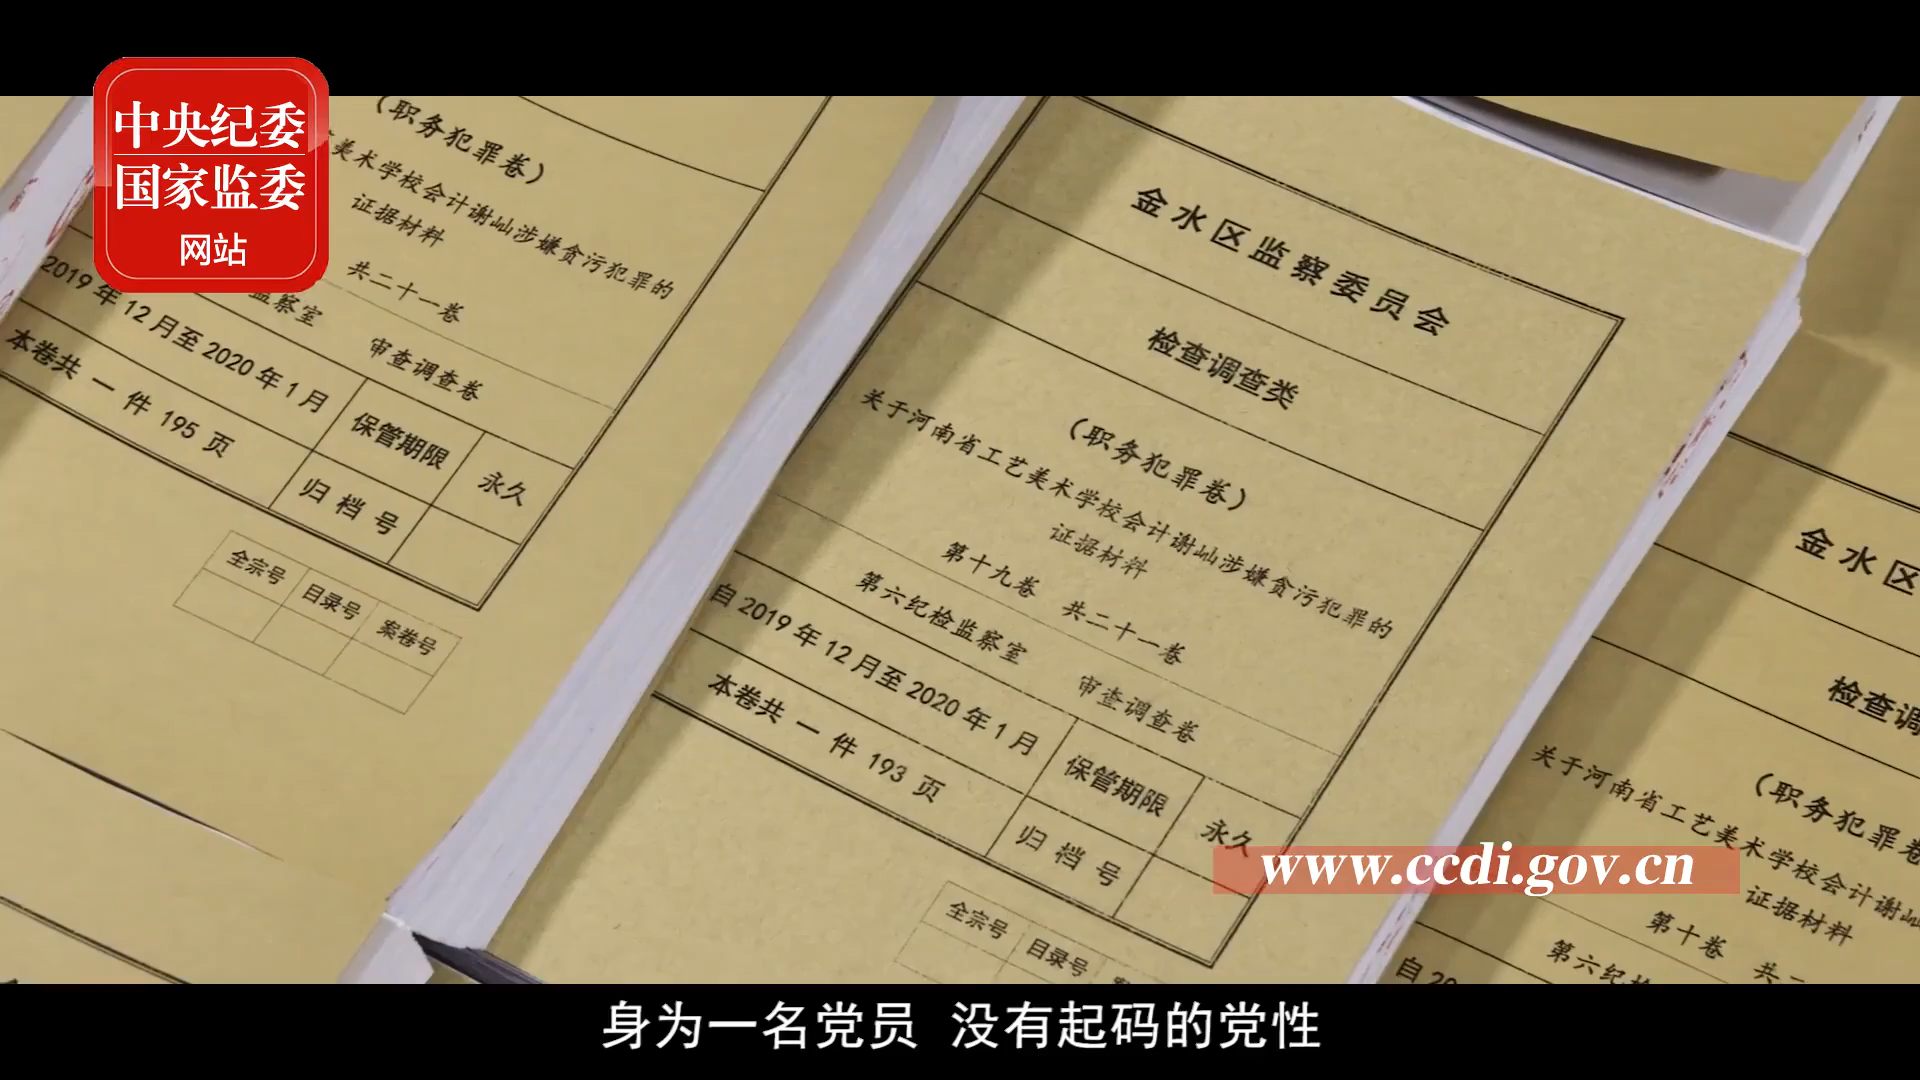 中央纪委
国家监委
网站
（职务犯罪卷）
美术学校会计谢屾涉嫌贪污犯罪的
证据材料
共二十一卷
监察室
审查调查卷
2019年12月至2020年1月
保管期限
永久
本卷共 一 件 195 页
归档号
全宗号
目录号
案卷号
金水区监察委员会
检查调查类
（职务犯罪卷）
关于河南省工艺美术学校会计谢屾涉嫌贪污犯罪的
证据材料
第十九卷 共二十一卷
第六纪检监察室
审查调查卷
自2019年12月至2020年1月
保管期限
永久
本卷共 一 件 193 页
归档号
全宗号
目录号
金水区
检查调
（职务犯罪卷
关于河南省工艺美术学校会计谢屾
证据材料
第十卷 共二
第六纪检
自20
www.ccdi.gov.cn
身为一名党员 没有起码的党性